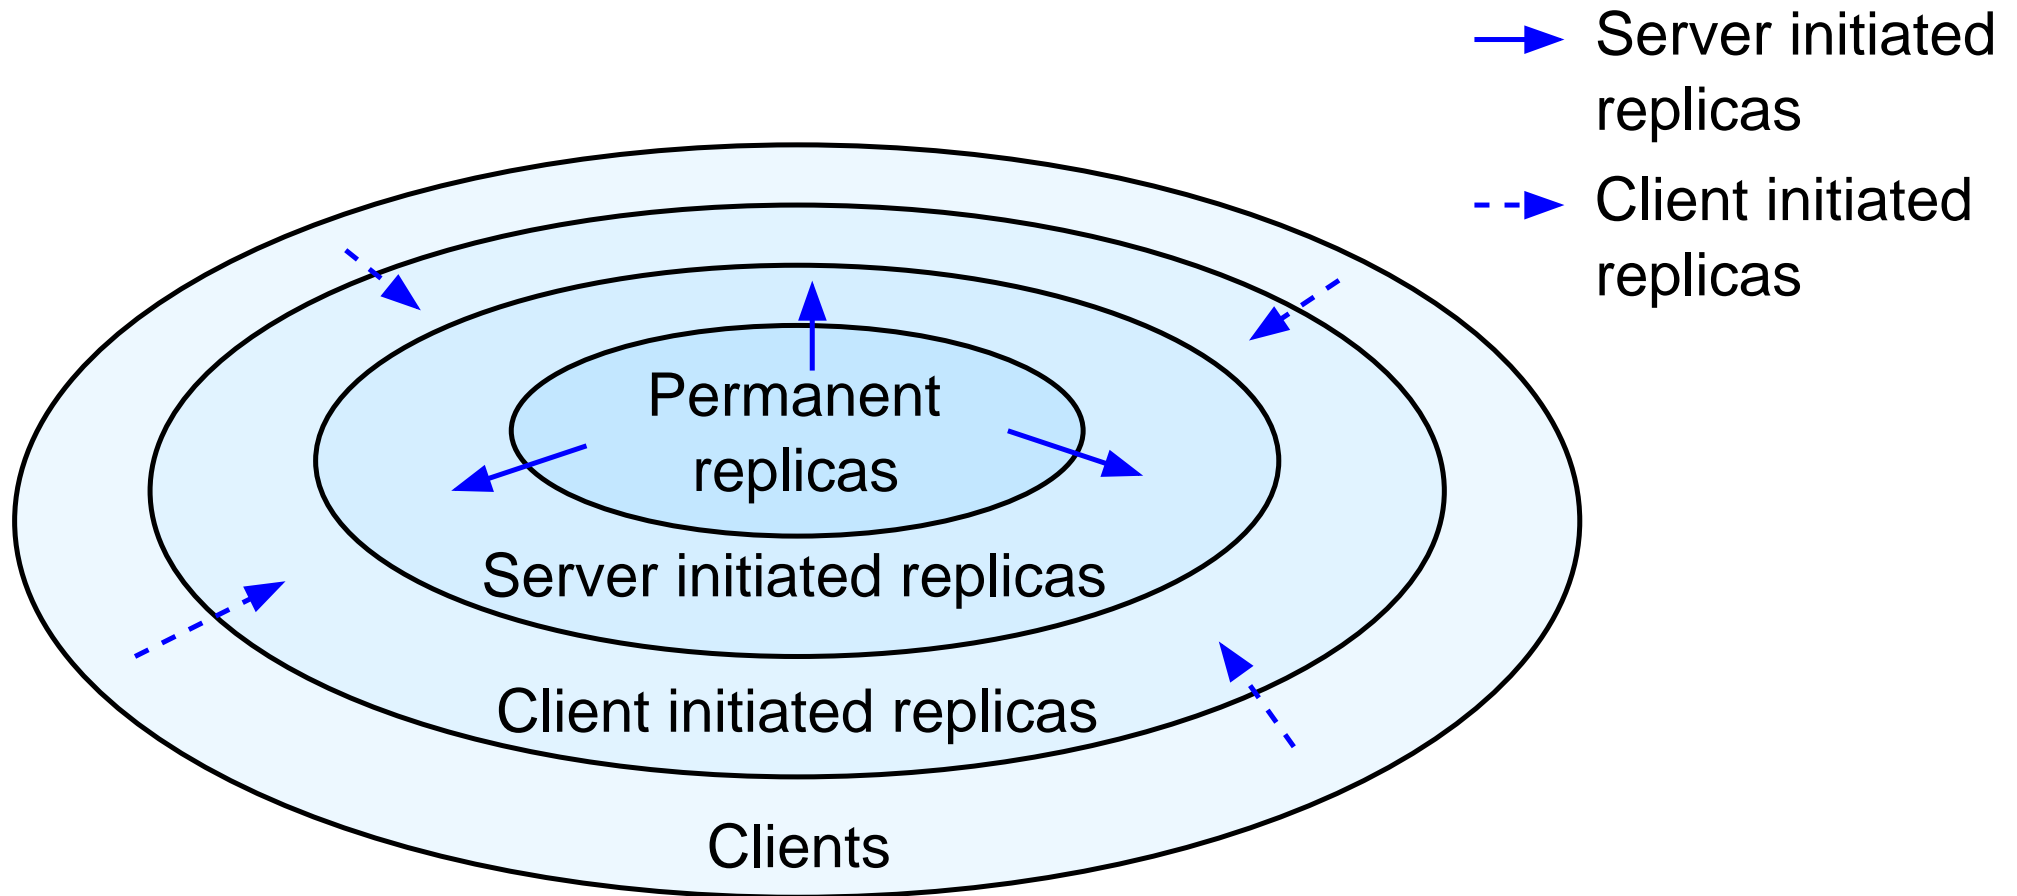 Server initiated
replicas
Client initiated
replicas
Permanent
replicas
Server initiated replicas
Client initiated replicas
Clients